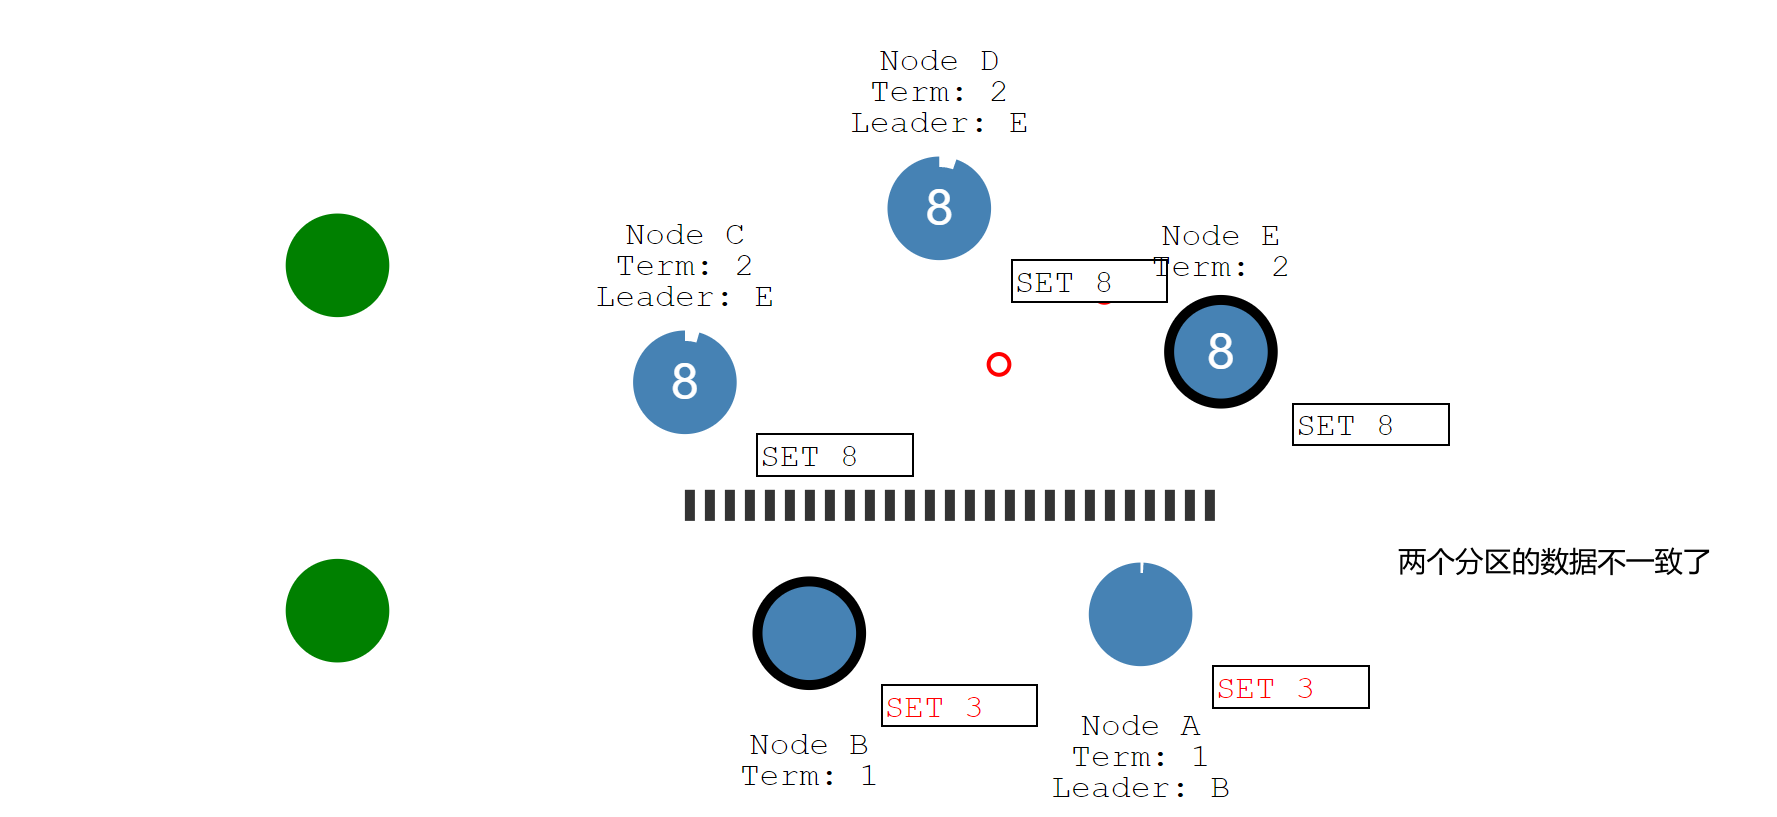 Node D
Term: 2
Leader: E
8
Node C
Term: 2
Leader: E
8
Node E
Term: 2
8
SET 8
SET 8
SET 8
两个分区的数据不一致了
SET 3
SET 3
Node B
Term: 1
Node A
Term: 1
Leader: B